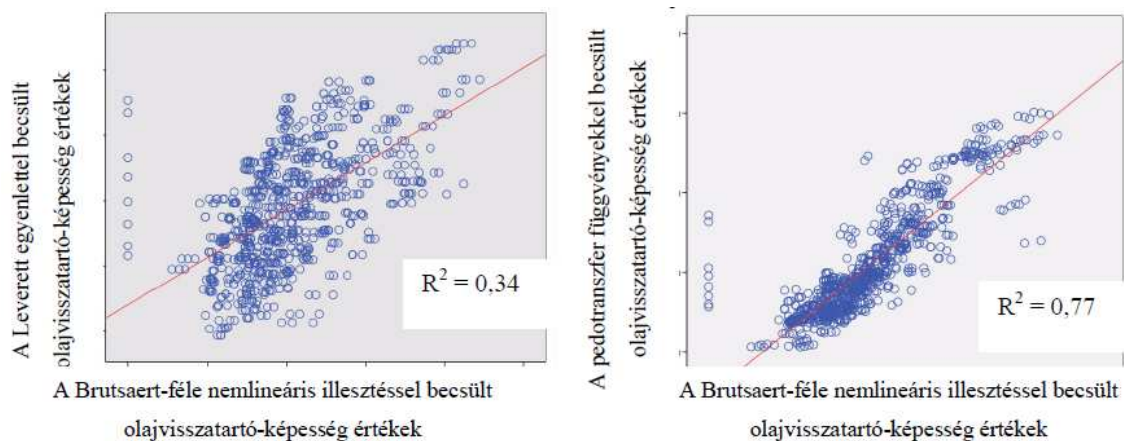 A Leverett egyenlettel becsült
olajvisszatartó-képesség értékek
R² = 0,34
A Brutsaert-féle nemlineáris illesztéssel becsült
olajvisszatartó-képesség értékek
A pedotranszfer függvényekkel becsült
olajvisszatartó-képesség értékek
R² = 0,77
A Brutsaert-féle nemlineáris illesztéssel becsült
olajvisszatartó-képesség értékek